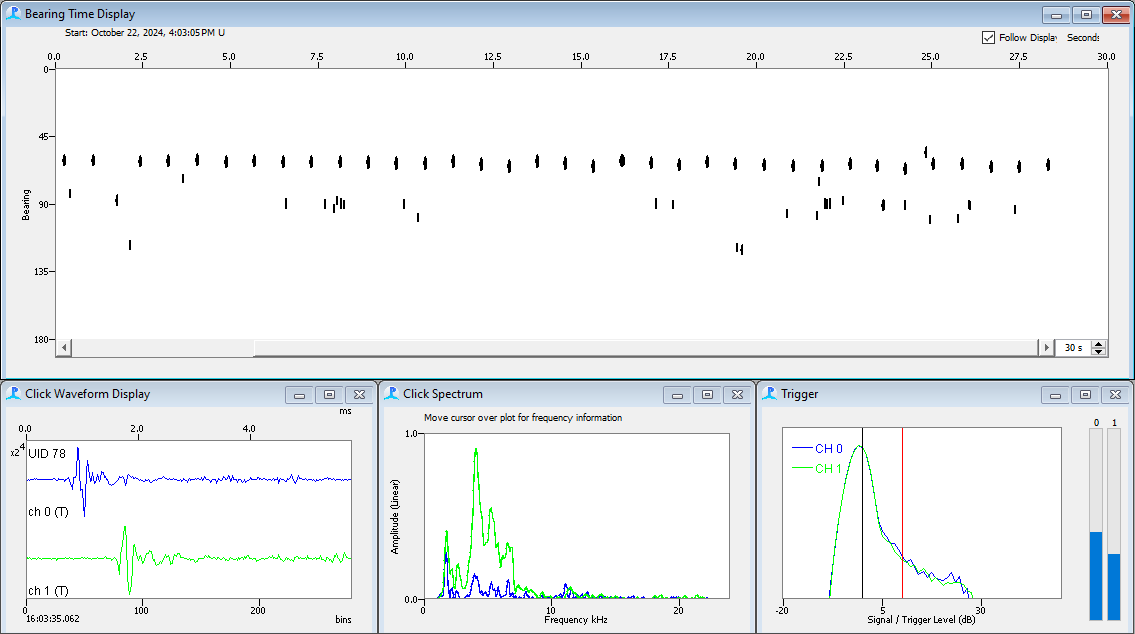 Bearing Time Display
Start: October 22, 2024, 4:03:05 PM U
Follow Display Seconds
0.0 2.5 5.0 7.5 10.0 12.5 15.0 17.5 20.0 22.5 25.0 27.5 30.0
0
45
90
135
180
Bearing
30 s
Click Waveform Display
ms
0.0 2.0 4.0
x2^4
UID 78
ch 0 (T)
ch 1 (T)
0 100 200
16:03:35.062
bins
Click Spectrum
Move cursor over plot for frequency information
1.0
Amplitude (Linear)
0.0
0 10 20
Frequency kHz
Trigger
0 1
CH 0
CH 1
-20 5 30
Signal / Trigger Level (dB)